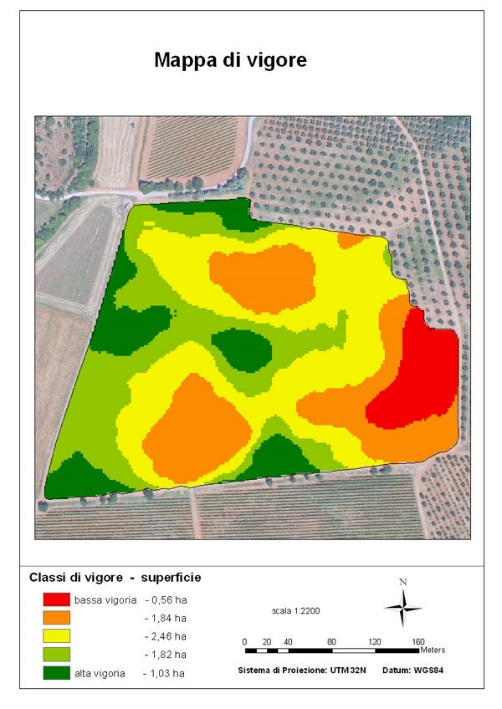 Mappa di vigore
Classi di vigore - superficie
bassa vigoria - 0,56 ha
- 1,84 ha
- 2,46 ha
- 1,82 ha
alta vigoria - 1,03 ha
N
scala 1:2200
0 20 40 80 120 160
Meters
Sistema di Proiezione: UTM32N Datum: WGS84